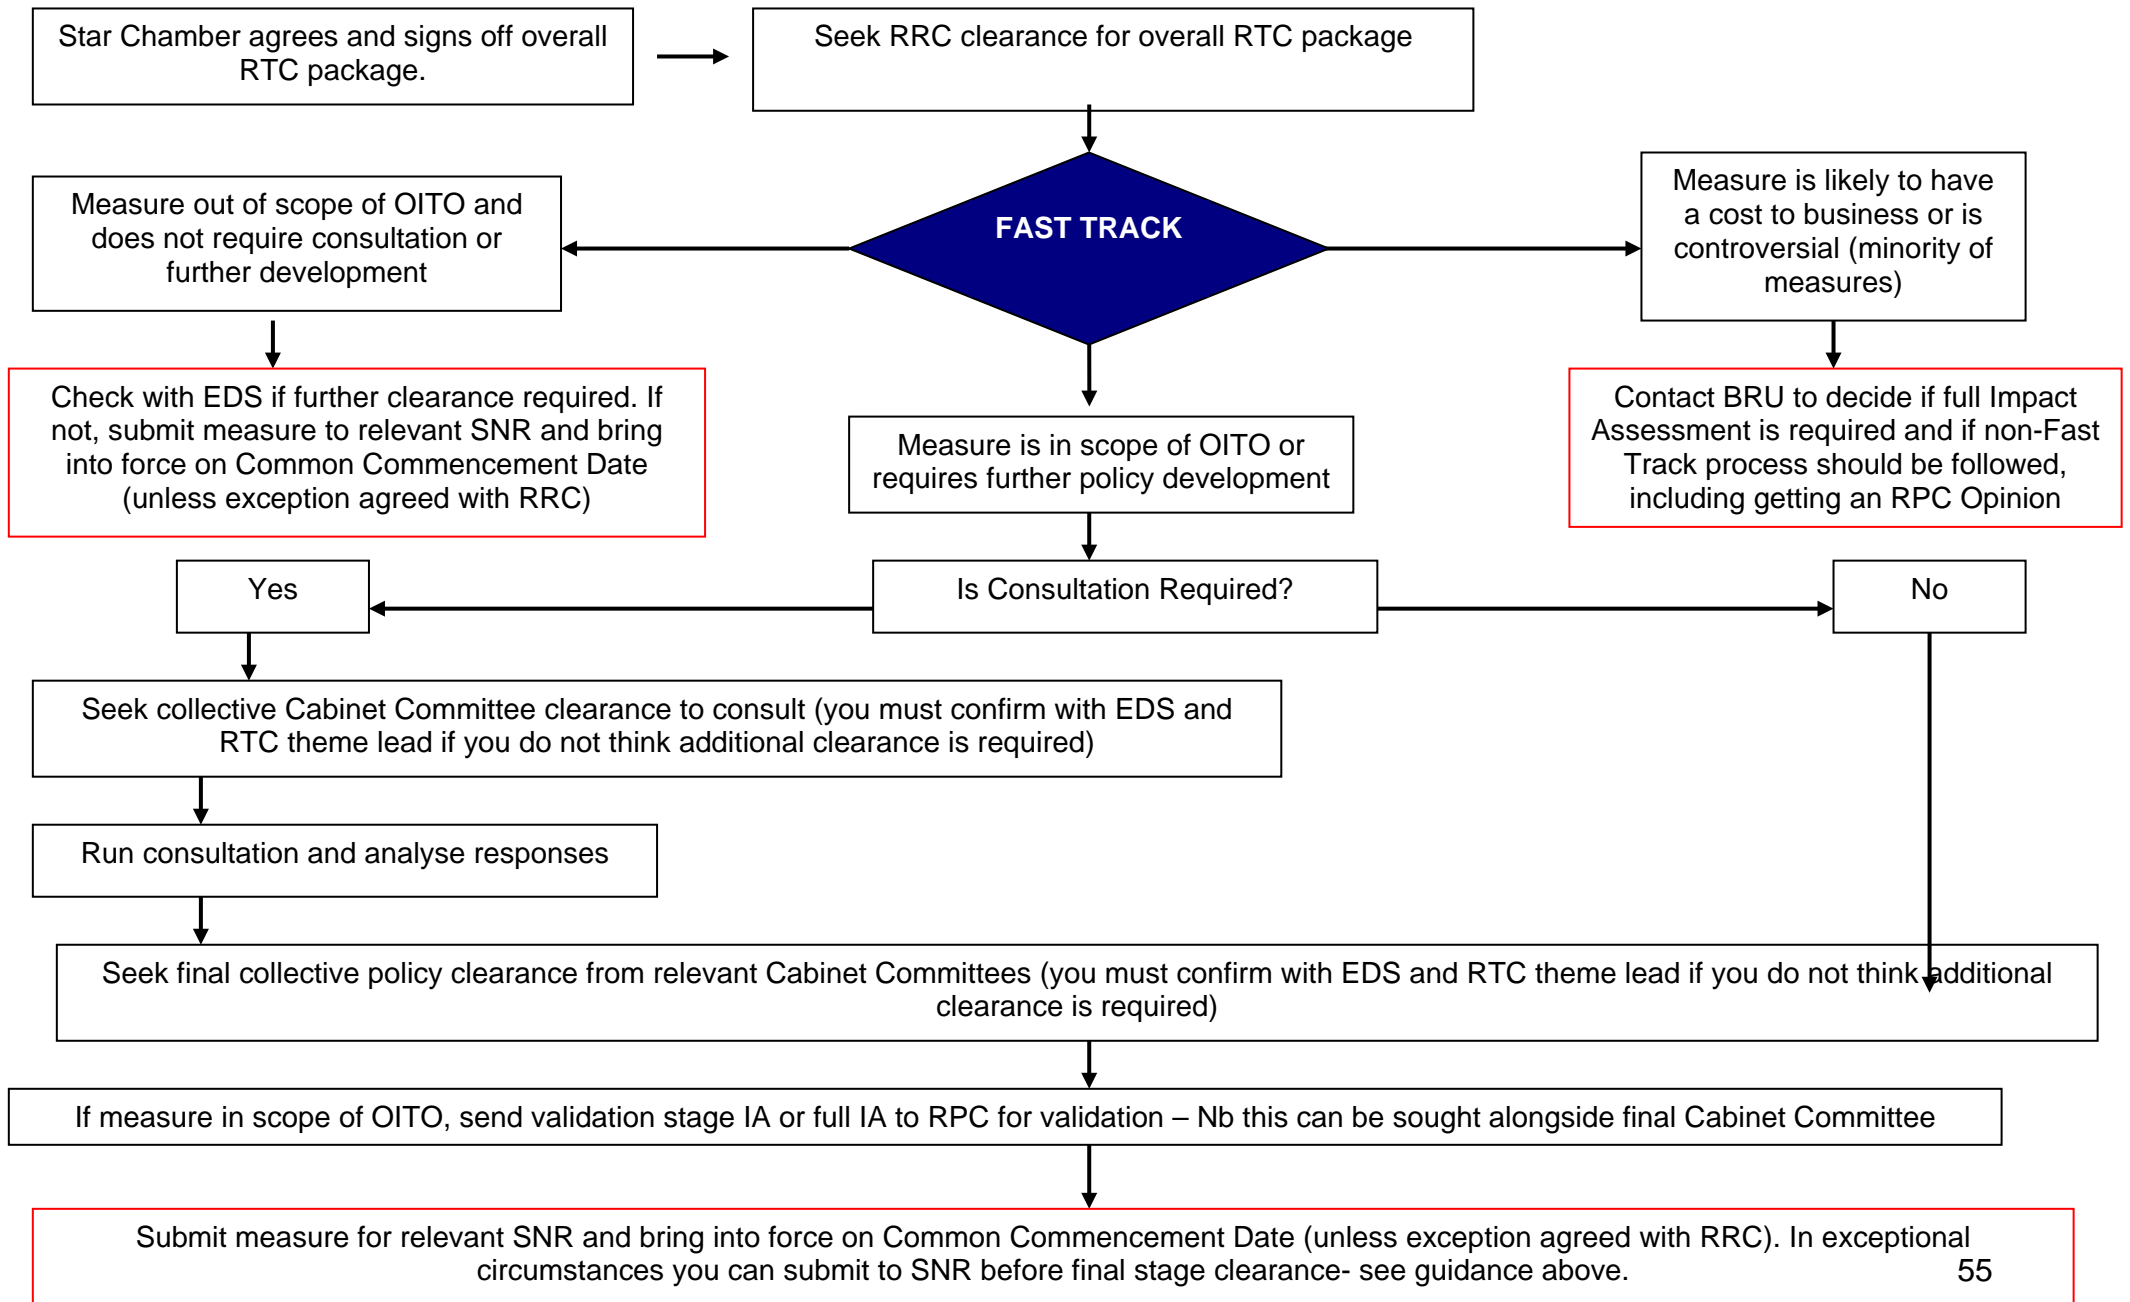 Star Chamber agrees and signs off overall
RTC package.
Seek RRC clearance for overall RTC package
FAST TRACK
Measure out of scope of OITO and
does not require consultation or
further development
Measure is likely to have
a cost to business or is
controversial (minority of
measures)
Check with EDS if further clearance required. If
not, submit measure to relevant SNR and bring
into force on Common Commencement Date
(unless exception agreed with RRC)
Measure is in scope of OITO or
requires further policy development
Contact BRU to decide if full Impact
Assessment is required and if non-Fast
Track process should be followed,
including getting an RPC Opinion
Yes
Is Consultation Required?
No
Seek collective Cabinet Committee clearance to consult (you must confirm with EDS and
RTC theme lead if you do not think additional clearance is required)
Run consultation and analyse responses
Seek final collective policy clearance from relevant Cabinet Committees (you must confirm with EDS and RTC theme lead if you do not think additional
clearance is required)
If measure in scope of OITO, send validation stage IA or full IA to RPC for validation – Nb this can be sought alongside final Cabinet Committee
Submit measure for relevant SNR and bring into force on Common Commencement Date (unless exception agreed with RRC). In exceptional
circumstances you can submit to SNR before final stage clearance- see guidance above.
55